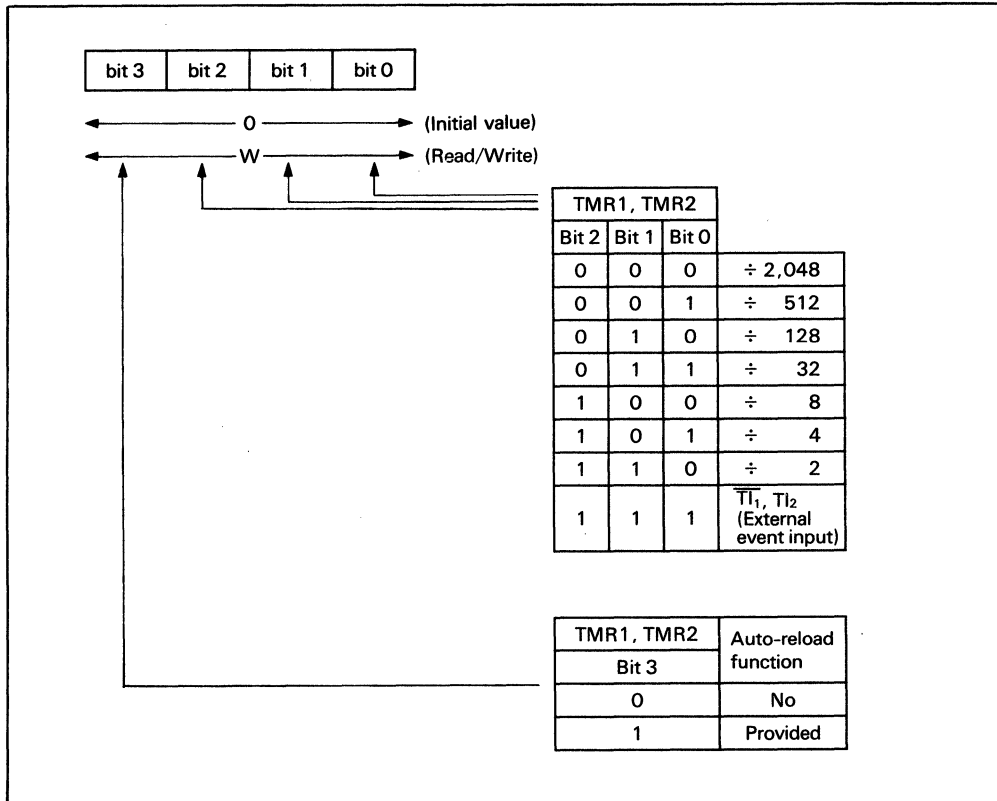 bit 3 bit 2 bit 1 bit 0
0 (Initial value)
W (Read/Write)
TMR1, TMR2
Bit 2 Bit 1 Bit 0
0 0 0 ÷ 2,048
0 0 1 ÷ 512
0 1 0 ÷ 128
0 1 1 ÷ 32
1 0 0 ÷ 8
1 0 1 ÷ 4
1 1 0 ÷ 2
1 1 1 T̅I̅₁, TI₂
(External
event input)
TMR1, TMR2 Auto-reload
Bit 3 function
0 No
1 Provided